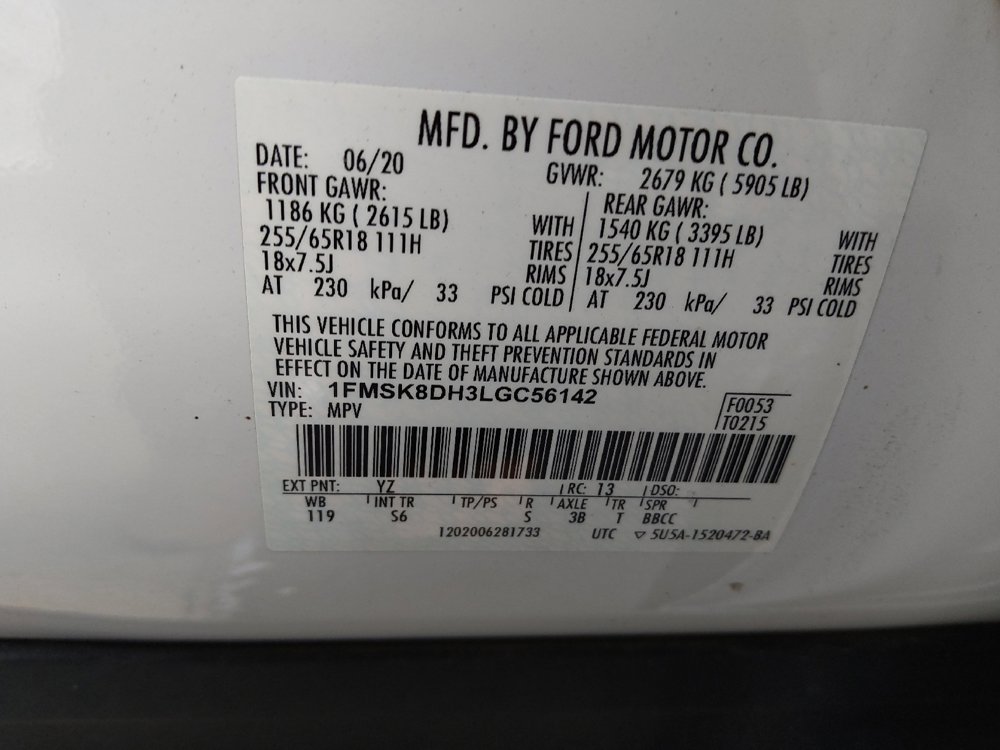 MFD. BY FORD MOTOR CO.
DATE: 06/20 GVWR: 2679 KG ( 5905 LB)
FRONT GAWR: REAR GAWR:
1186 KG ( 2615 LB) WITH 1540 KG ( 3395 LB) WITH
255/65R18 111H TIRES 255/65R18 111H TIRES
18x7.5J RIMS 18x7.5J RIMS
AT 230 kPa/ 33 PSI COLD AT 230 kPa/ 33 PSI COLD
THIS VEHICLE CONFORMS TO ALL APPLICABLE FEDERAL MOTOR
VEHICLE SAFETY AND THEFT PREVENTION STANDARDS IN
EFFECT ON THE DATE OF MANUFACTURE SHOWN ABOVE.
VIN: 1FMSK8DH3LGC56142
TYPE: MPV
F0053
T0215
EXT PNT: YZ RC: 13 DSO:
WB INT TR TP/PS R AXLE TR SPR
119 S6 S 3B T BBCC
1202006281733 UTC ▽ 5U5A-1520472-BA